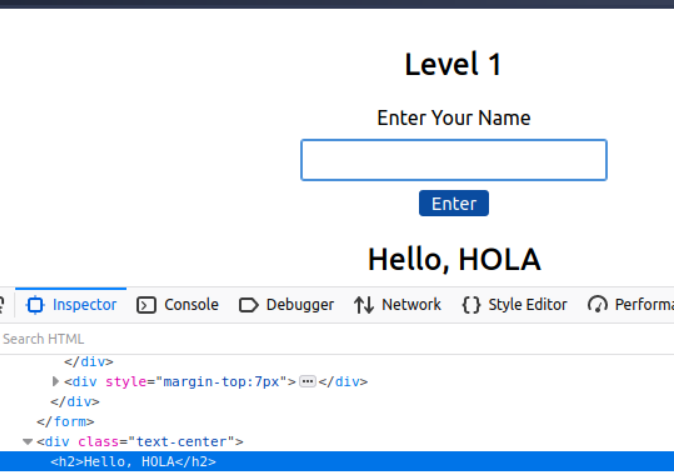 Level 1
Enter Your Name
Enter
Hello, HOLA
Inspector Console Debugger Network {} Style Editor Performa
Search HTML
</div>
<div style="margin-top:7px">⋯</div>
</div>
</form>
<div class="text-center">
<h2>Hello, HOLA</h2>